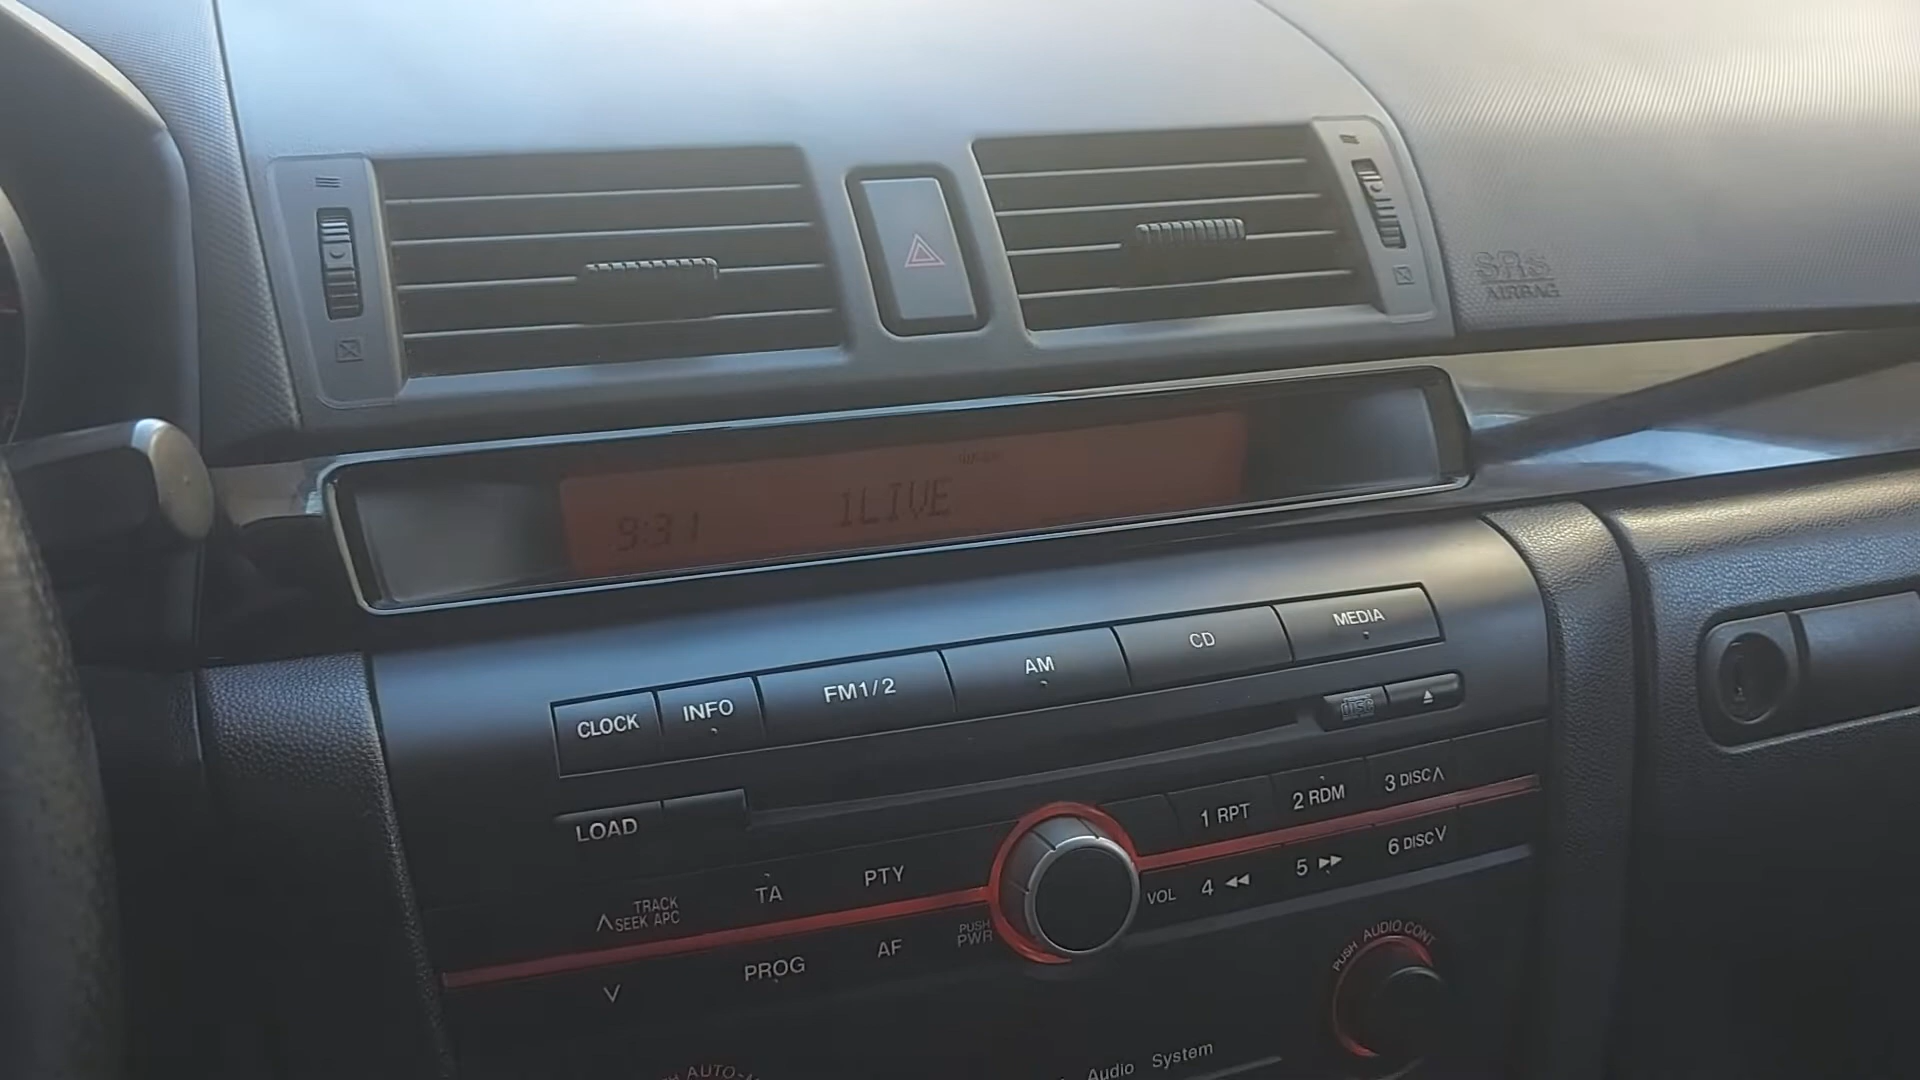 SRS
AIRBAG
9:31 1LIVE
CLOCK INFO FM1/2 AM CD MEDIA
DISC
LOAD
1 RPT 2 RDM 3 DISC
TRACK
SEEK APC
TA PTY
VOL 4 5 6 DISC
PROG AF
PUSH
PWR
PUSH AUDIO CONT
Audio System
AUTO-